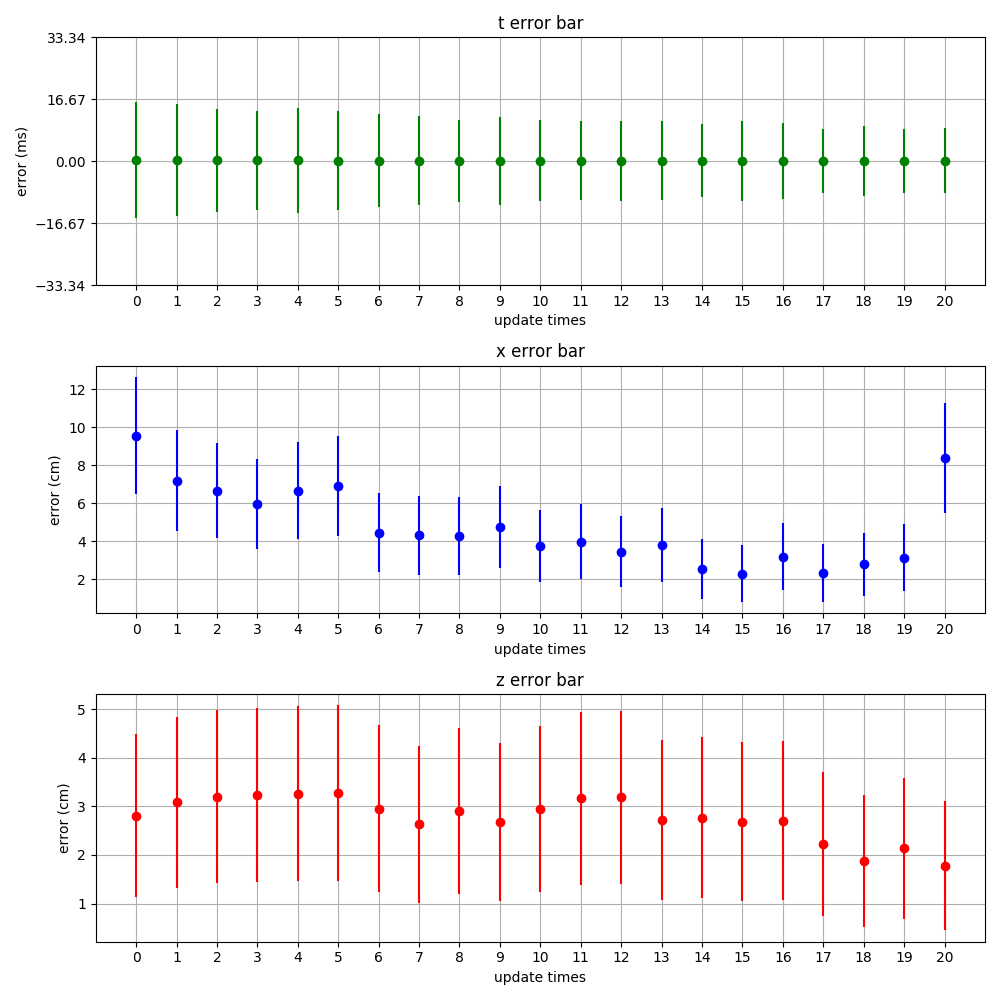 t error bar
33.34
16.67
0.00
−16.67
−33.34
error (ms)
0 1 2 3 4 5 6 7 8 9 10 11 12 13 14 15 16 17 18 19 20
update times
x error bar
12
10
8
6
4
2
error (cm)
0 1 2 3 4 5 6 7 8 9 10 11 12 13 14 15 16 17 18 19 20
update times
z error bar
5
4
3
2
1
error (cm)
0 1 2 3 4 5 6 7 8 9 10 11 12 13 14 15 16 17 18 19 20
update times